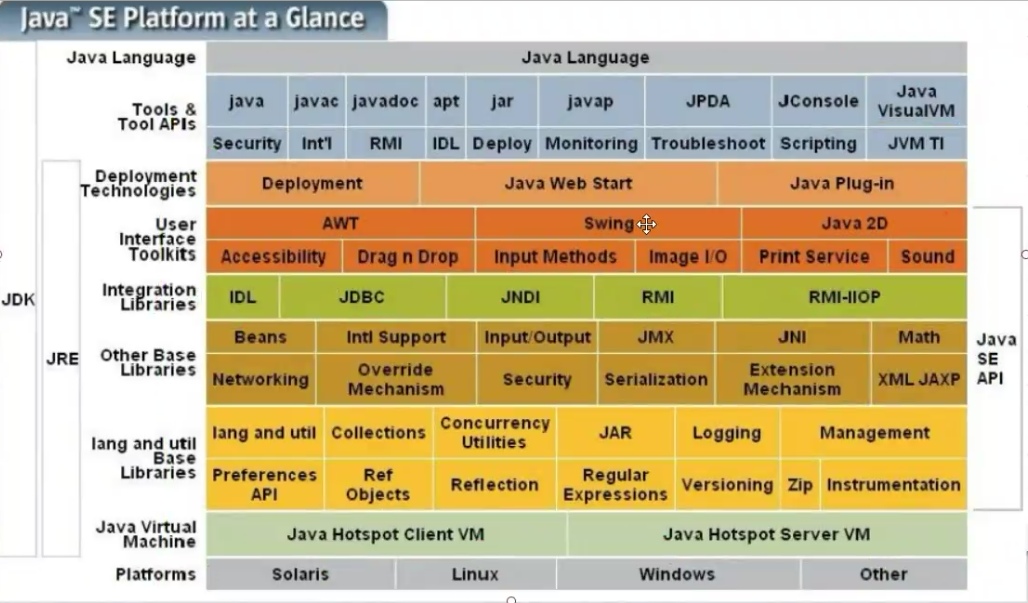 Java™ SE Platform at a Glance
Java Language Java Language
Tools & Tool APIs
java javac javadoc apt jar javap JPDA JConsole Java VisualVM
Security Int'l RMI IDL Deploy Monitoring Troubleshoot Scripting JVM TI
Deployment Technologies
Deployment Java Web Start Java Plug-in
User Interface Toolkits
AWT Swing Java 2D
Accessibility Drag n Drop Input Methods Image I/O Print Service Sound
Integration Libraries
IDL JDBC JNDI RMI RMI-IIOP
JDK
JRE
Other Base Libraries
Beans Intl Support Input/Output JMX JNI Math
Networking Override Mechanism Security Serialization Extension Mechanism XML JAXP
Java SE API
lang and util Base Libraries
lang and util Collections Concurrency Utilities JAR Logging Management
Preferences API Ref Objects Reflection Regular Expressions Versioning Zip Instrumentation
Java Virtual Machine
Java Hotspot Client VM Java Hotspot Server VM
Platforms Solaris Linux Windows Other